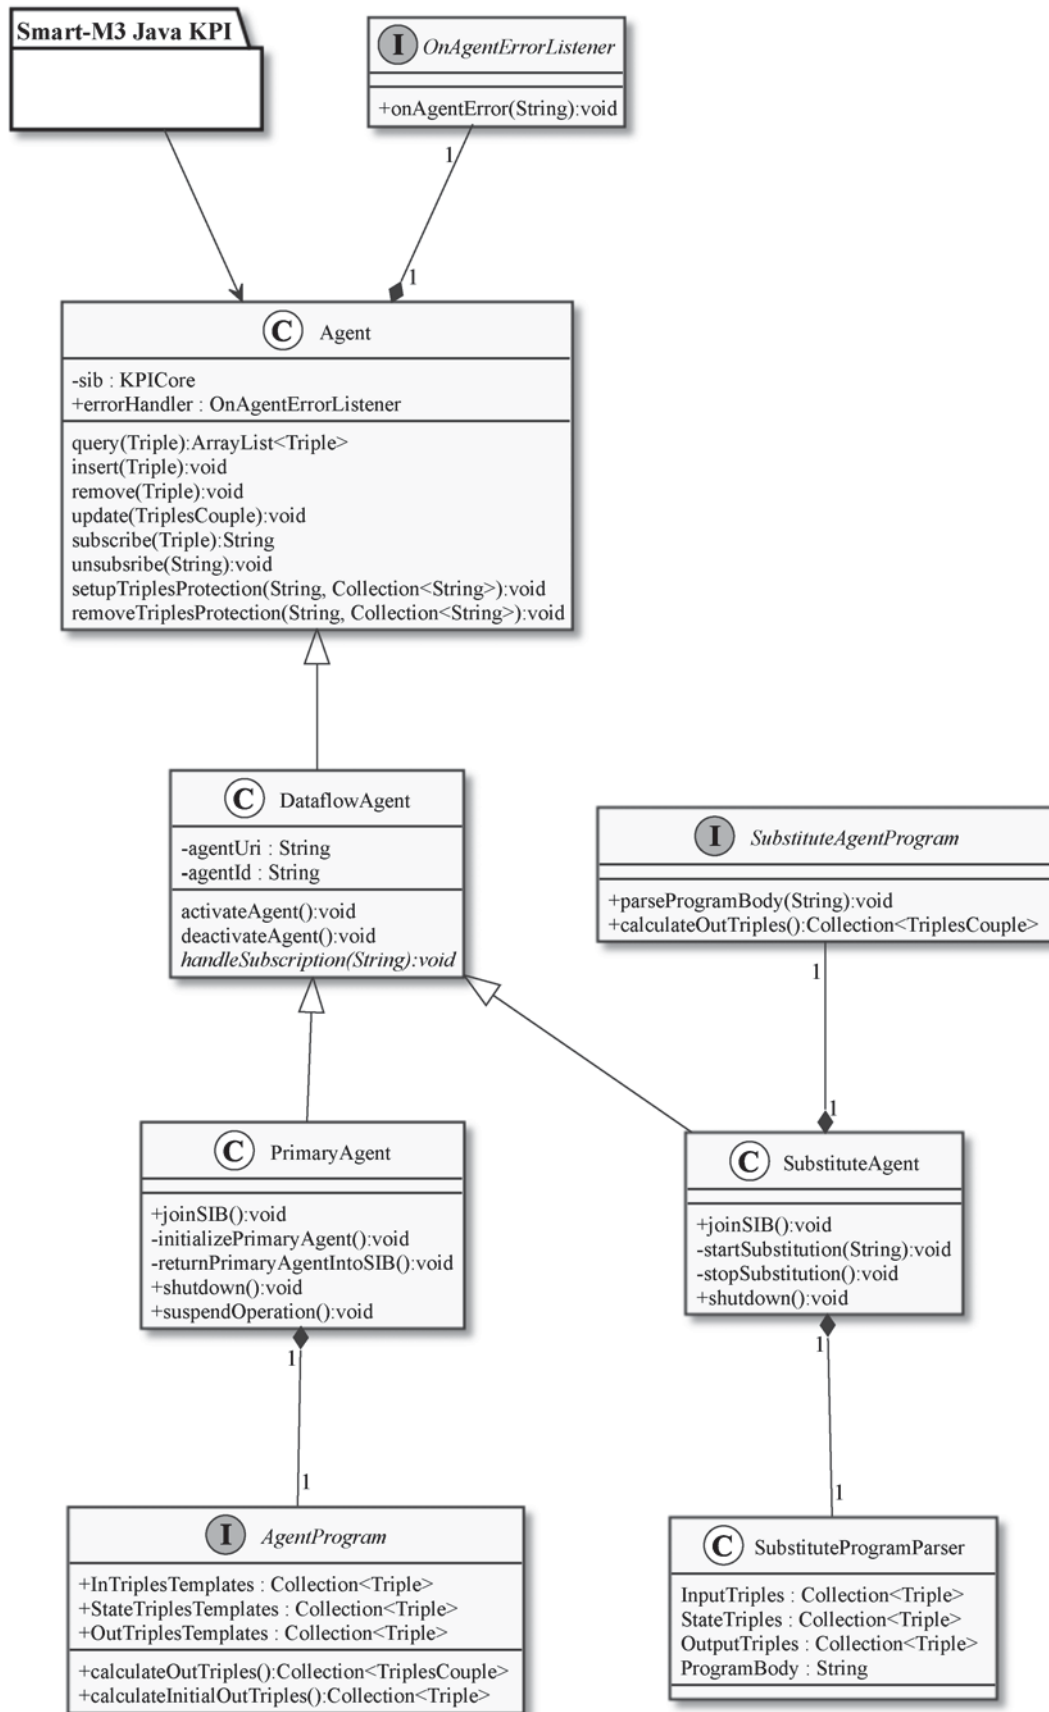 Smart-M3 Java KPI
I OnAgentErrorListener
+onAgentError(String):void
1
1
C Agent
-sib : KPICore
+errorHandler : OnAgentErrorListener
query(Triple):ArrayList<Triple>
insert(Triple):void
remove(Triple):void
update(TriplesCouple):void
subscribe(Triple):String
unsubsribe(String):void
setupTriplesProtection(String, Collection<String>):void
removeTriplesProtection(String, Collection<String>):void
C DataflowAgent
-agentUri : String
-agentId : String
activateAgent():void
deactivateAgent():void
handleSubscription(String):void
I SubstituteAgentProgram
+parseProgramBody(String):void
+calculateOutTriples():Collection<TriplesCouple>
1
1
C PrimaryAgent
+joinSIB():void
-initializePrimaryAgent():void
-returnPrimaryAgentIntoSIB():void
+shutdown():void
+suspendOperation():void
C SubstituteAgent
+joinSIB():void
-startSubstitution(String):void
-stopSubstitution():void
+shutdown():void
1
1
1
1
I AgentProgram
+InTriplesTemplates : Collection<Triple>
+StateTriplesTemplates : Collection<Triple>
+OutTriplesTemplates : Collection<Triple>
+calculateOutTriples():Collection<TriplesCouple>
+calculateInitialOutTriples():Collection<Triple>
C SubstituteProgramParser
InputTriples : Collection<Triple>
StateTriples : Collection<Triple>
OutputTriples : Collection<Triple>
ProgramBody : String